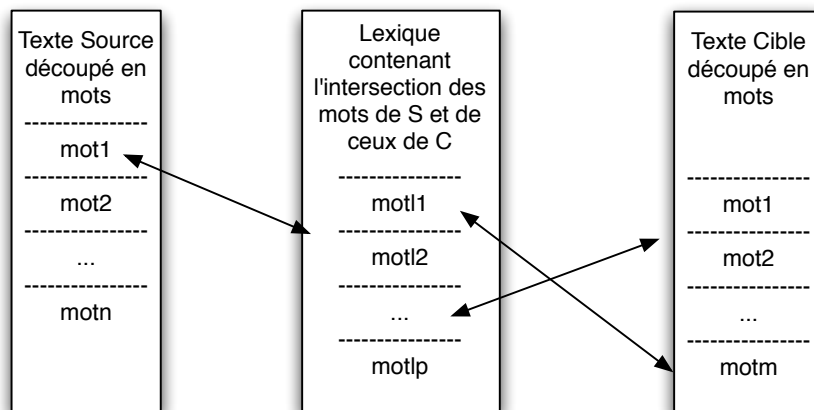 Texte Source
découpé en
mots
-------------------
mot1
-------------------
mot2
-------------------
...
-------------------
motn
Lexique
contenant
l'intersection des
mots de S et de
ceux de C
-------------------
motl1
-------------------
motl2
-------------------
...
-------------------
motlp
Texte Cible
découpé en
mots
-------------------
mot1
-------------------
mot2
-------------------
...
-------------------
motm